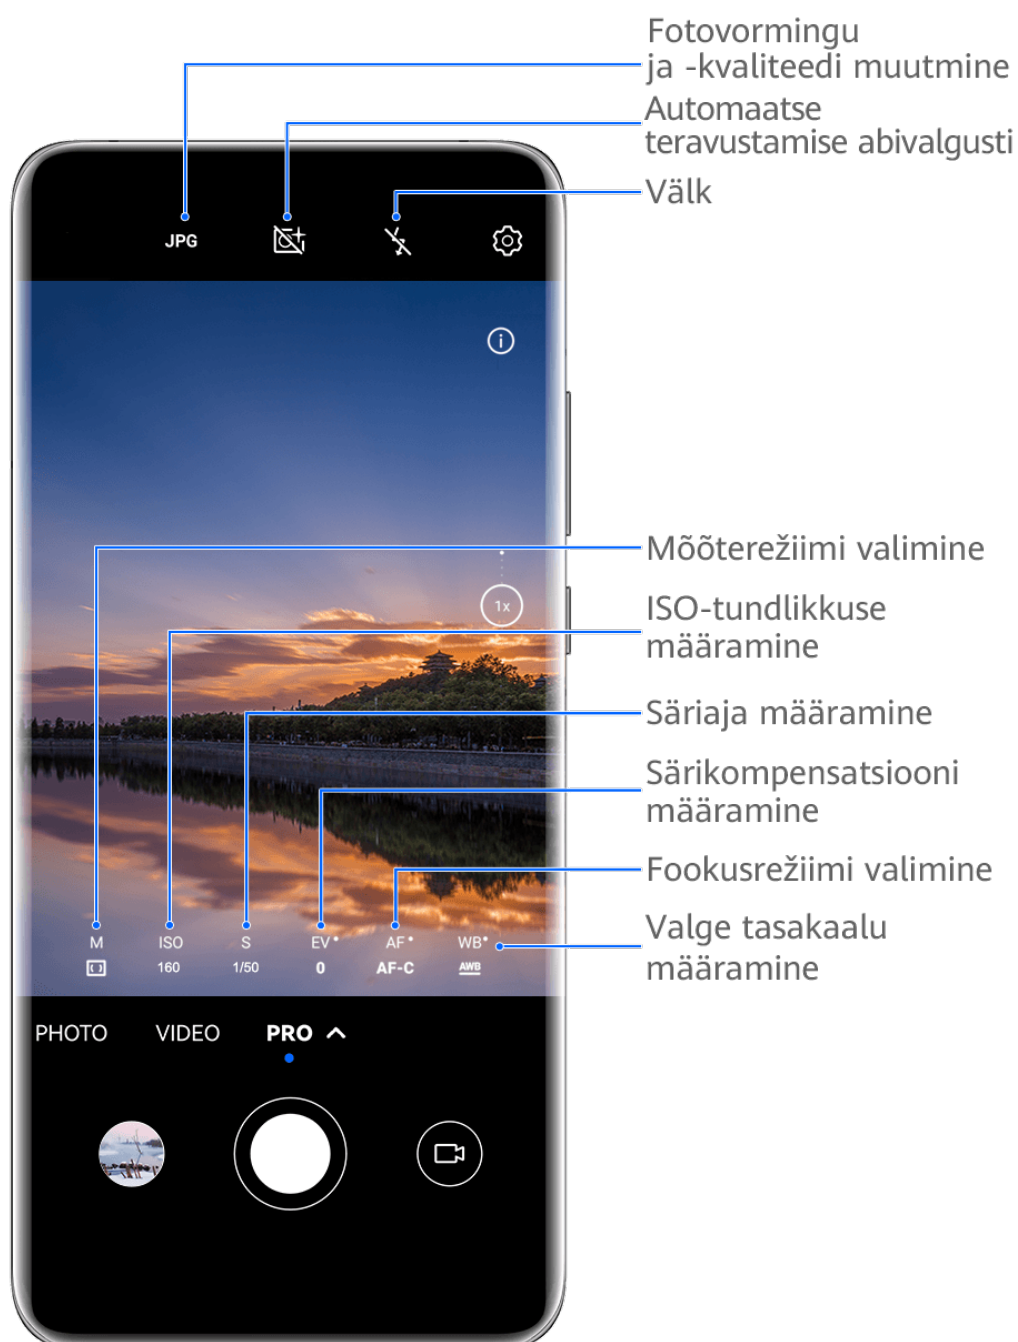 Fotovormingu
ja -kvaliteedi muutmine
Automaatse
teravustamise abivalgusti
Välk
JPG
1x
Mõõterežiimi valimine
ISO-tundlikkuse
määramine
Säriaja määramine
Särikompensatsiooni
määramine
Fookusrežiimi valimine
Valge tasakaalu
määramine
M ISO S EV AF WB
160 1/50 0 AF-C AWB
PHOTO VIDEO PRO